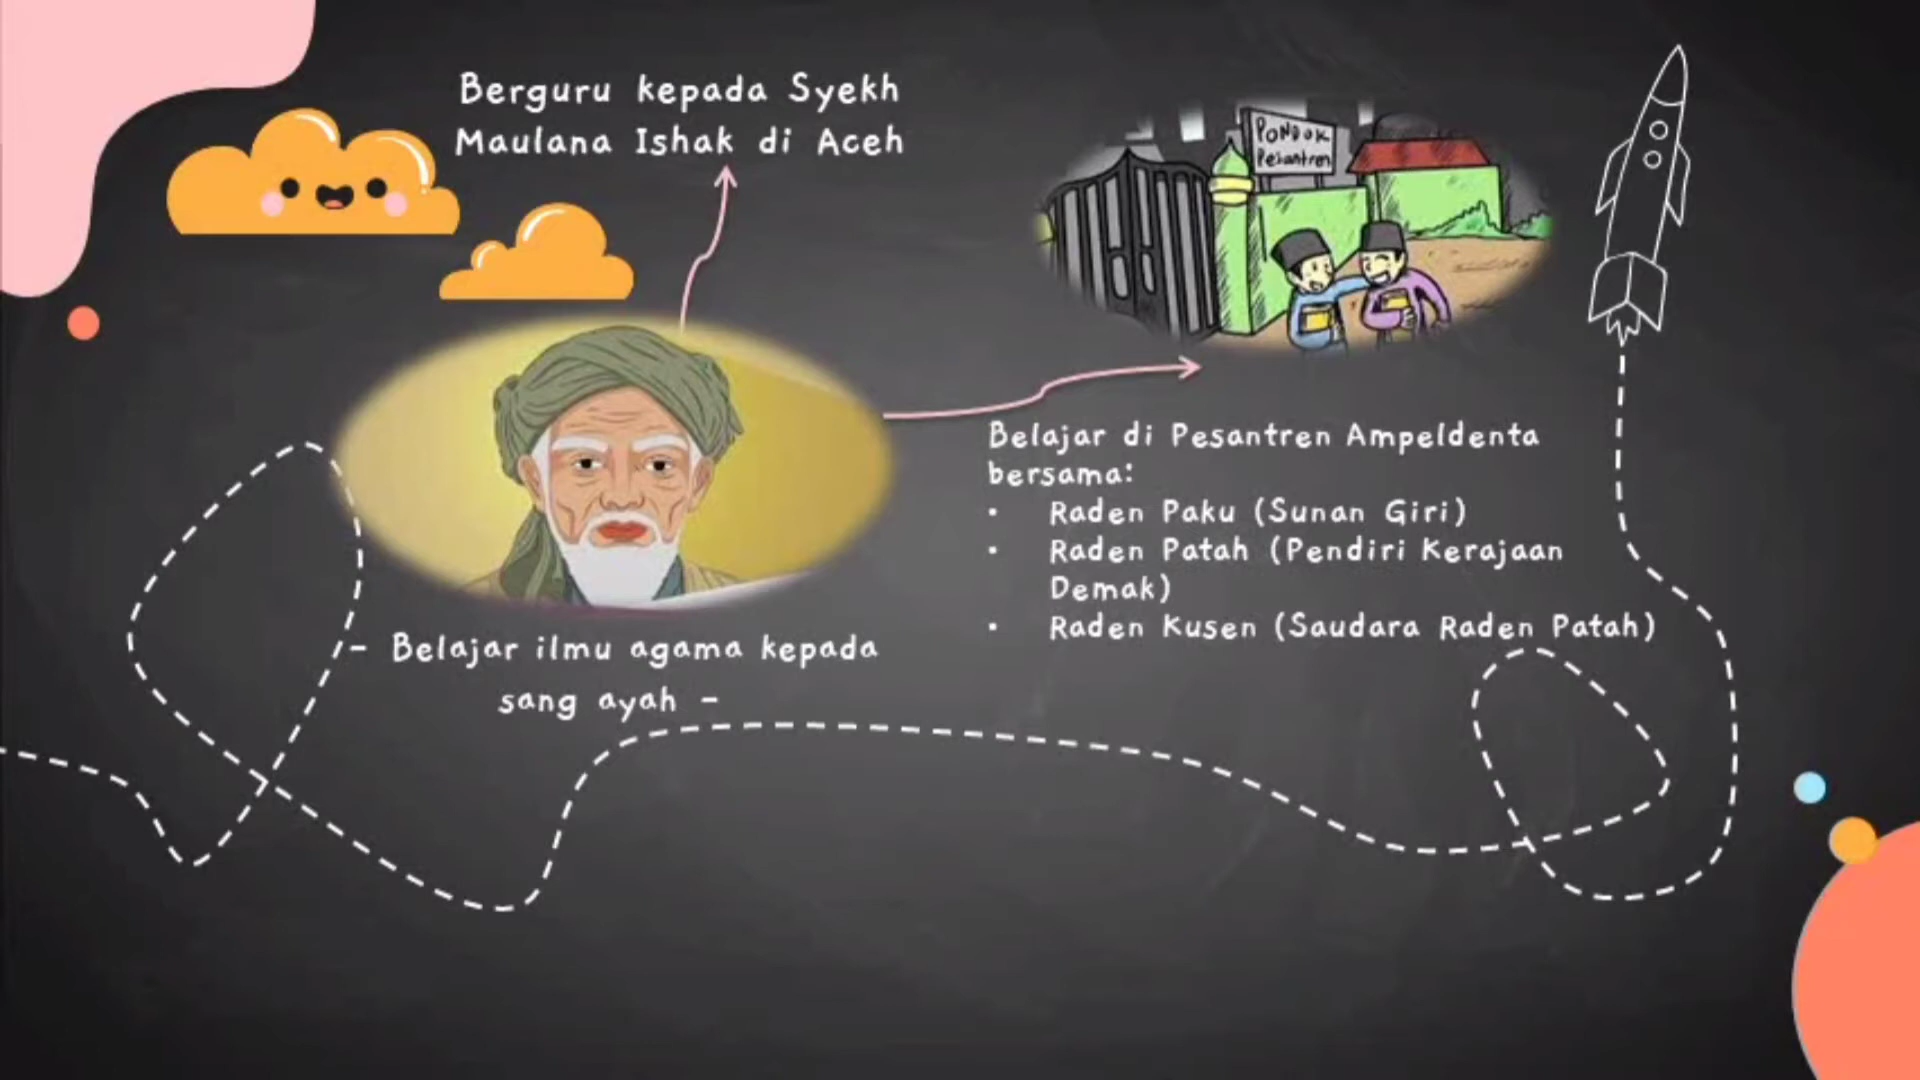 Berguru kepada Syekh
Maulana Ishak di Aceh
PONDOK
Pesantren
- Belajar ilmu agama kepada
sang ayah -
Belajar di Pesantren Ampeldenta
bersama:
• Raden Paku (Sunan Giri)
• Raden Patah (Pendiri Kerajaan
Demak)
• Raden Kusen (Saudara Raden Patah)